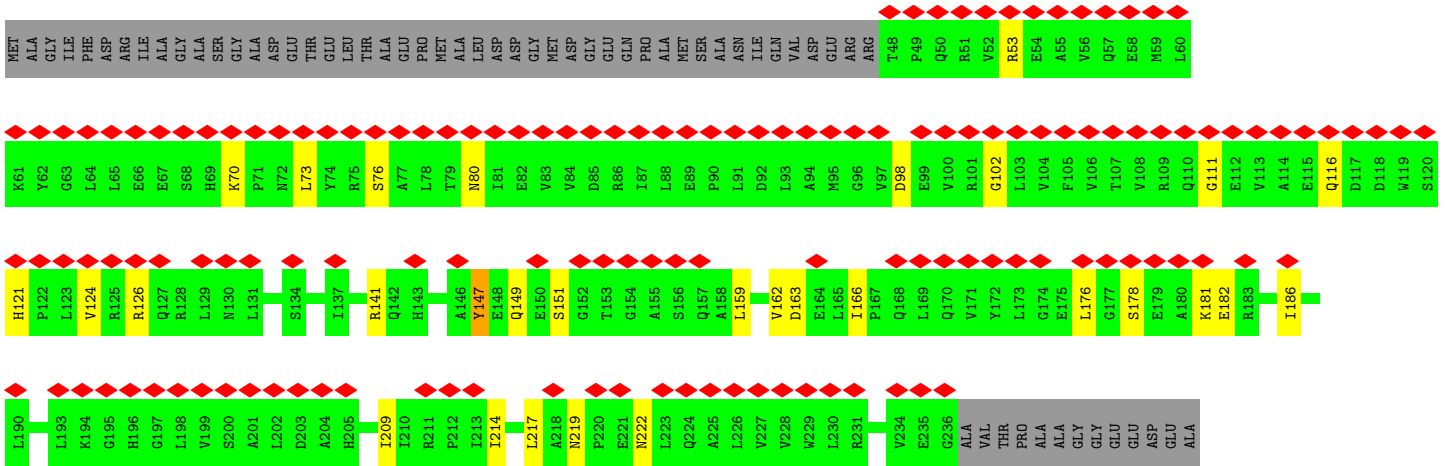 MET ALA GLY ILE PHE ASP ARG ILE ALA GLY ALA SER GLY ALA ASP GLU THR GLU LEU THR ALA GLU PRO MET ALA LEU ASP ASP GLY MET ASP GLY GLU GLN PRO ALA MET SER ALA ASN ILE GLN VAL ASP GLU ARG ARG T48 P49 Q50 R51 V52 R53 E54 A55 V56 Q57 E58 M59 L60
K61 Y62 G63 L64 L65 E66 E67 S68 H69 K70 P71 N72 L73 Y74 R75 S76 A77 L78 T79 N80 I81 E82 V83 V84 D85 R86 I87 L88 E89 P90 L91 D92 L93 A94 M95 G96 V97 D98 E99 V100 R101 G102 L103 V104 F105 V106 T107 V108 R109 Q110 G111 E112 V113 A114 E115 Q116 D117 D118 W119 S120
H121 P122 L123 V124 R125 R126 Q127 R128 L129 N130 L131 S134 I137 R141 Q142 H143 A146 Y147 E148 Q149 E150 S151 G152 T153 G154 A155 S156 Q157 A158 L159 V162 D163 E164 L165 I166 P167 Q168 L169 Q170 V171 Y172 L173 G174 E175 L176 G177 S178 E179 A180 K181 E182 R183 I186
L190 L193 K194 G195 H196 G197 L198 V199 S200 A201 L202 D203 A204 H205 I209 I210 R211 P212 I213 I214 L217 A218 N219 P220 E221 N222 L223 Q224 A225 L226 V227 V228 W229 L230 R231 V234 E235 G236 ALA VAL THR PRO ALA ALA GLY GLY GLU GLU ASP GLU ALA